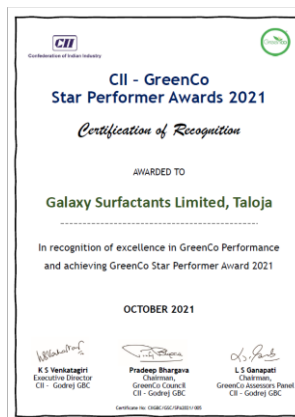 CII
Confederation of Indian Industry
GreenCo
CII - GreenCo
Star Performer Awards 2021
Certification of Recognition
AWARDED TO
Galaxy Surfactants Limited, Taloja
In recognition of excellence in GreenCo Performance
and achieving GreenCo Star Performer Award 2021
OCTOBER 2021
K S Venkatagiri
Executive Director
CII - Godrej GBC
Pradeep Bhargava
Chairman,
GreenCo Council
CII - Godrej GBC
L S Ganapati
Chairman,
GreenCo Assessors Panel
CII - Godrej GBC
Certificate No: